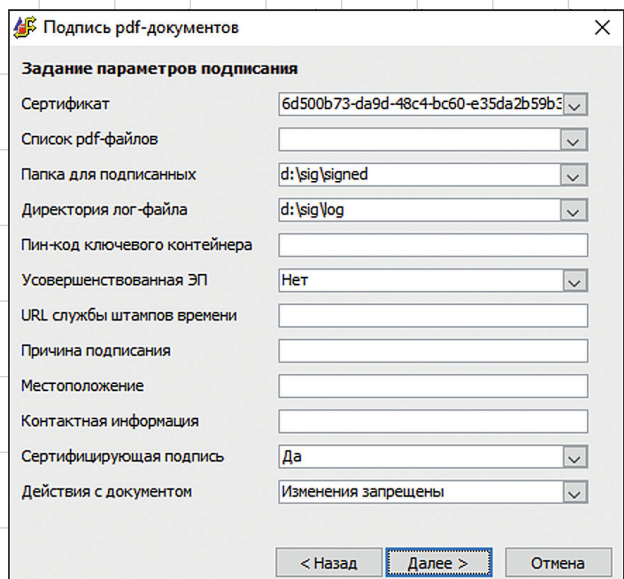 Подпись pdf-документов
Задание параметров подписания
Сертификат 6d500b73-da9d-48c4-bc60-e35da2b59b3
Список pdf-файлов
Папка для подписанных d:\sig\signed
Директория лог-файла d:\sig\log
Пин-код ключевого контейнера
Усовершенствованная ЭП Нет
URL службы штампов времени
Причина подписания
Местоположение
Контактная информация
Сертифицирующая подпись Да
Действия с документом Изменения запрещены
< Назад Далее > Отмена